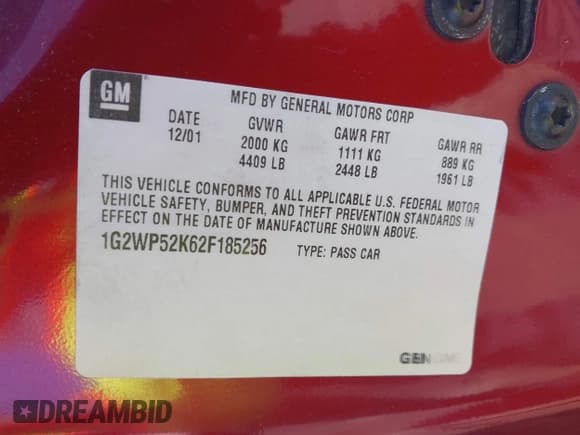 GM
MFD BY GENERAL MOTORS CORP
DATE GVWR GAWR FRT GAWR RR
12/01 2000 KG 1111 KG 889 KG
4409 LB 2448 LB 1961 LB
THIS VEHICLE CONFORMS TO ALL APPLICABLE U.S. FEDERAL MOTOR
VEHICLE SAFETY, BUMPER, AND THEFT PREVENTION STANDARDS IN
EFFECT ON THE DATE OF MANUFACTURE SHOWN ABOVE.
1G2WP52K62F185256 TYPE: PASS CAR
DREAMBID